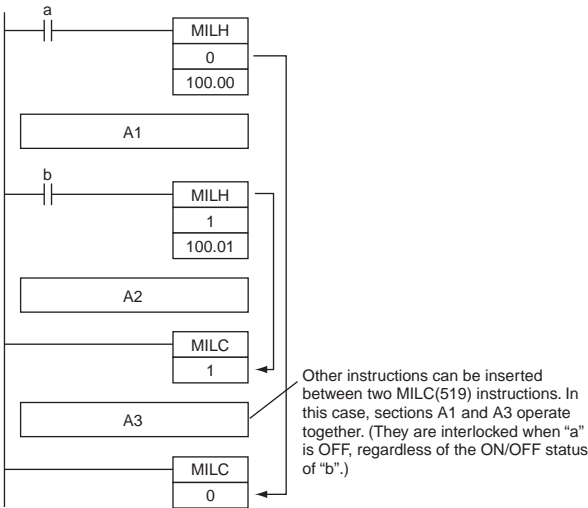 a
MILH
0
100.00
A1
b
MILH
1
100.01
A2
MILC
1
A3
Other instructions can be inserted
between two MILC(519) instructions. In
this case, sections A1 and A3 operate
together. (They are interlocked when “a”
is OFF, regardless of the ON/OFF status
of “b”.)
MILC
0